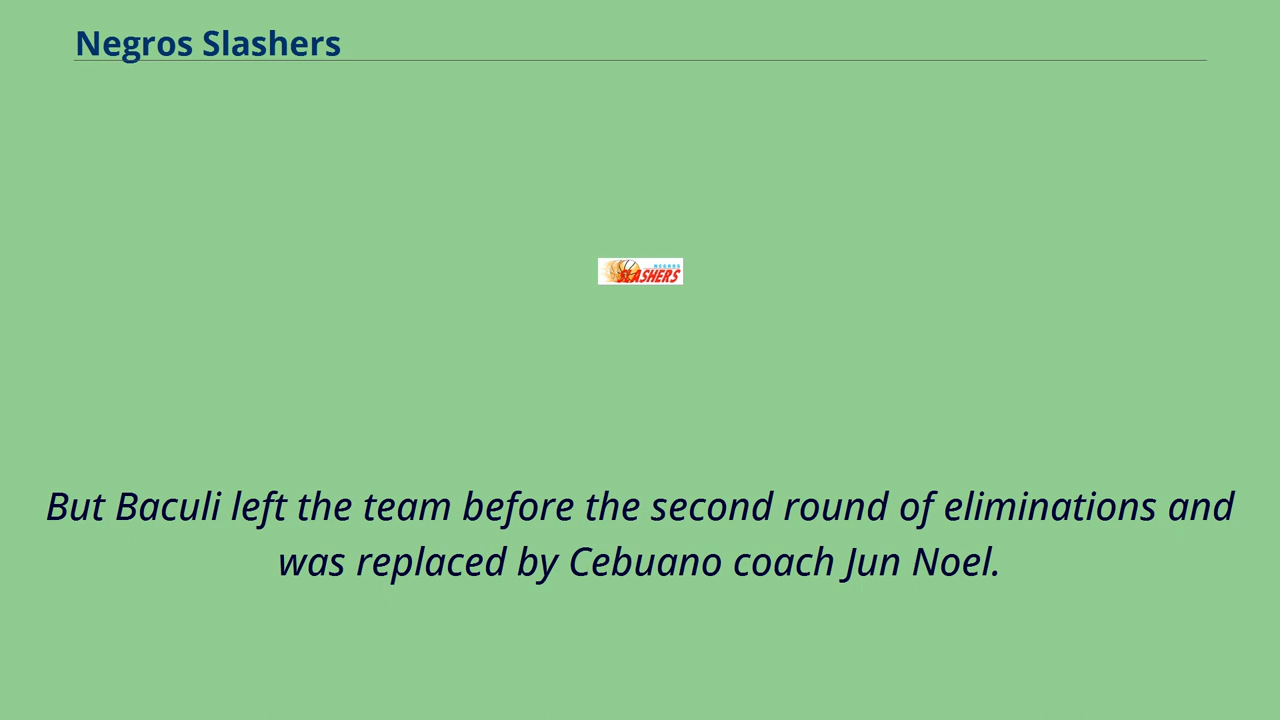 Negros Slashers
NEGROS
SLASHERS
But Baculi left the team before the second round of eliminations and
was replaced by Cebuano coach Jun Noel.